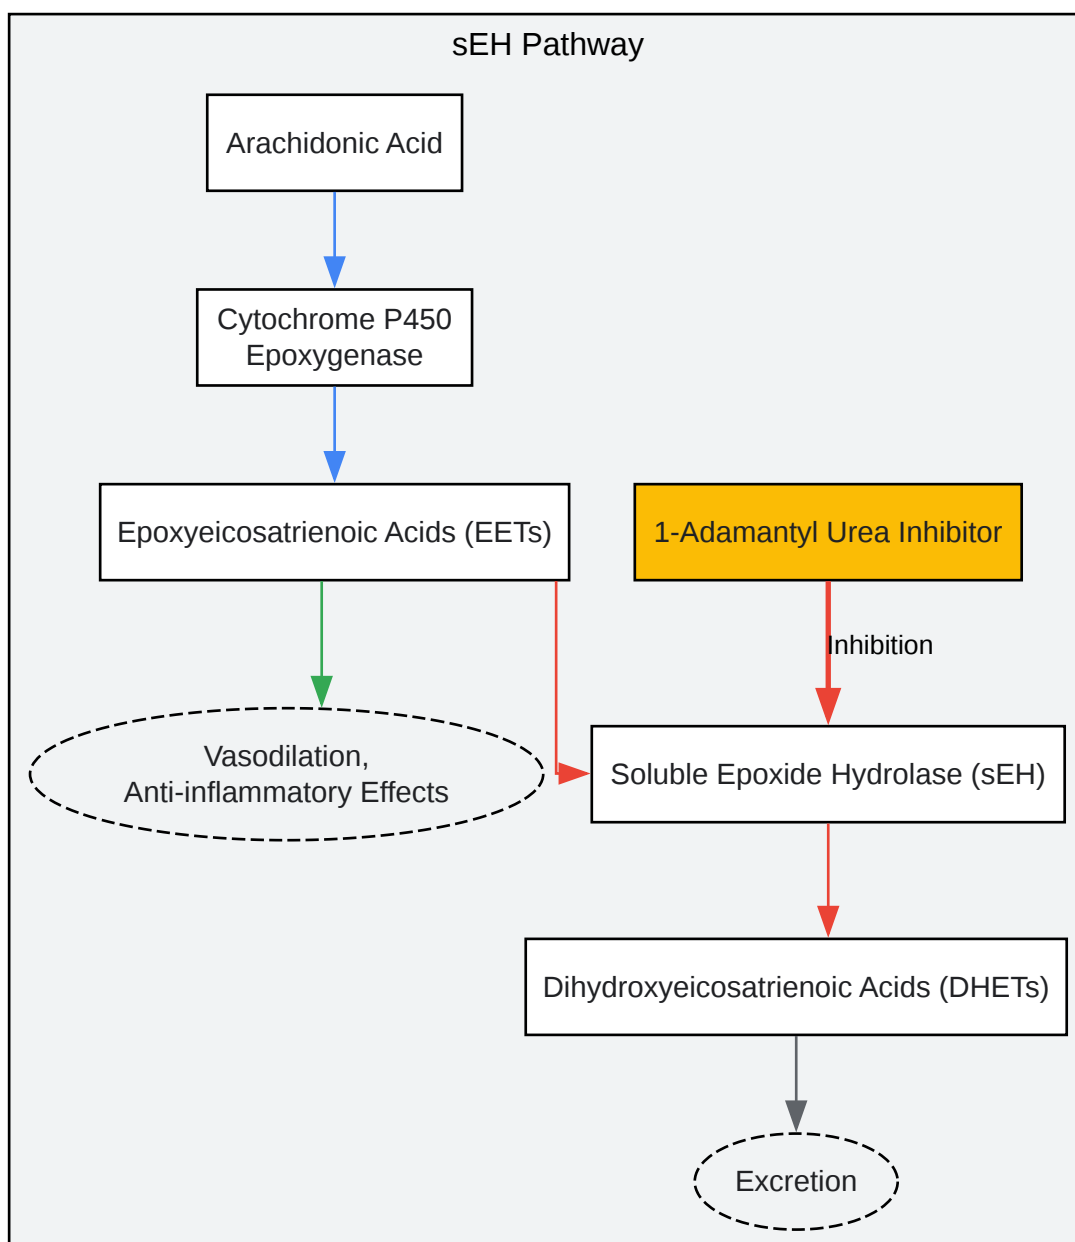 sEH Pathway
Arachidonic Acid
Cytochrome P450
Epoxygenase
Epoxyeicosatrienoic Acids (EETs)
1-Adamantyl Urea Inhibitor
Inhibition
Vasodilation,
Anti-inflammatory Effects
Soluble Epoxide Hydrolase (sEH)
Dihydroxyeicosatrienoic Acids (DHETs)
Excretion